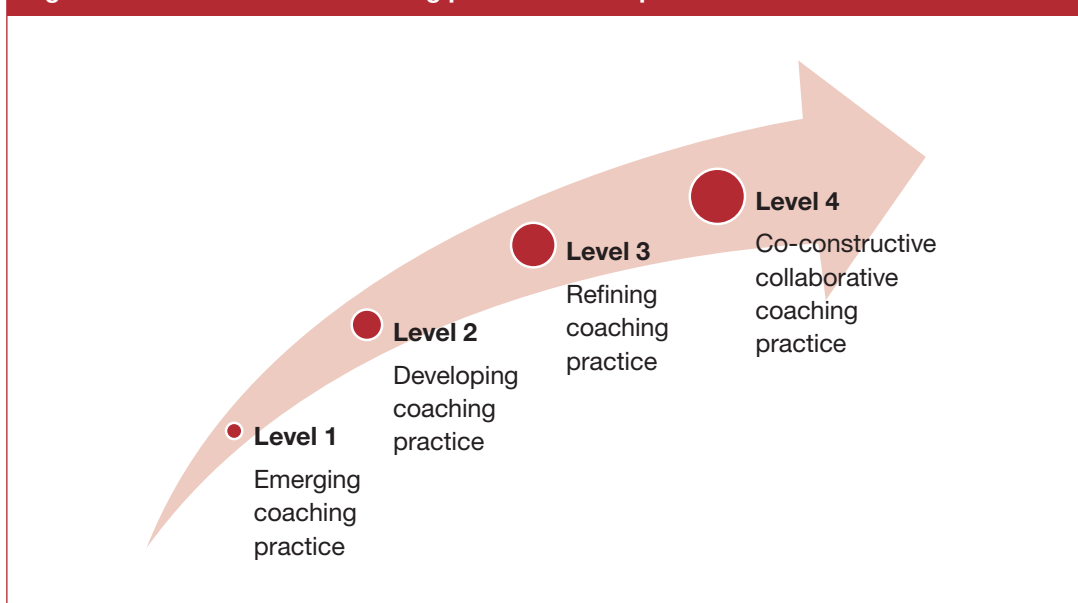 Level 1
Emerging
coaching
practice
Level 2
Developing
coaching
practice
Level 3
Refining
coaching
practice
Level 4
Co-constructive
collaborative
coaching
practice